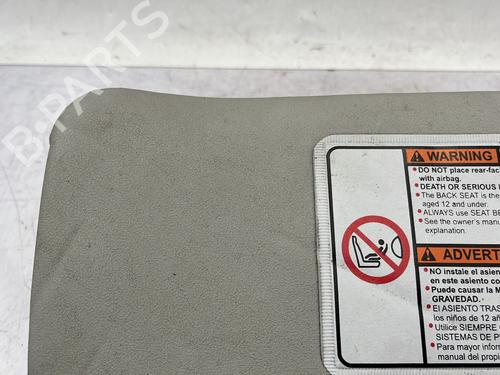 B-PARTS
WARNING
DO NOT place rear-fac
with airbag.
DEATH OR SERIOUS
The BACK SEAT is the
aged 12 and under.
ALWAYS use SEAT BE
See the owner's manu
explanation.
ADVERT
NO instale el asien
en este asiento co
Puede causar la M
GRAVEDAD.
El ASIENTO TRAS
los niños de 12 añ
Utilice SIEMPRE
SISTEMAS DE
Para mayor infor
manual del propi